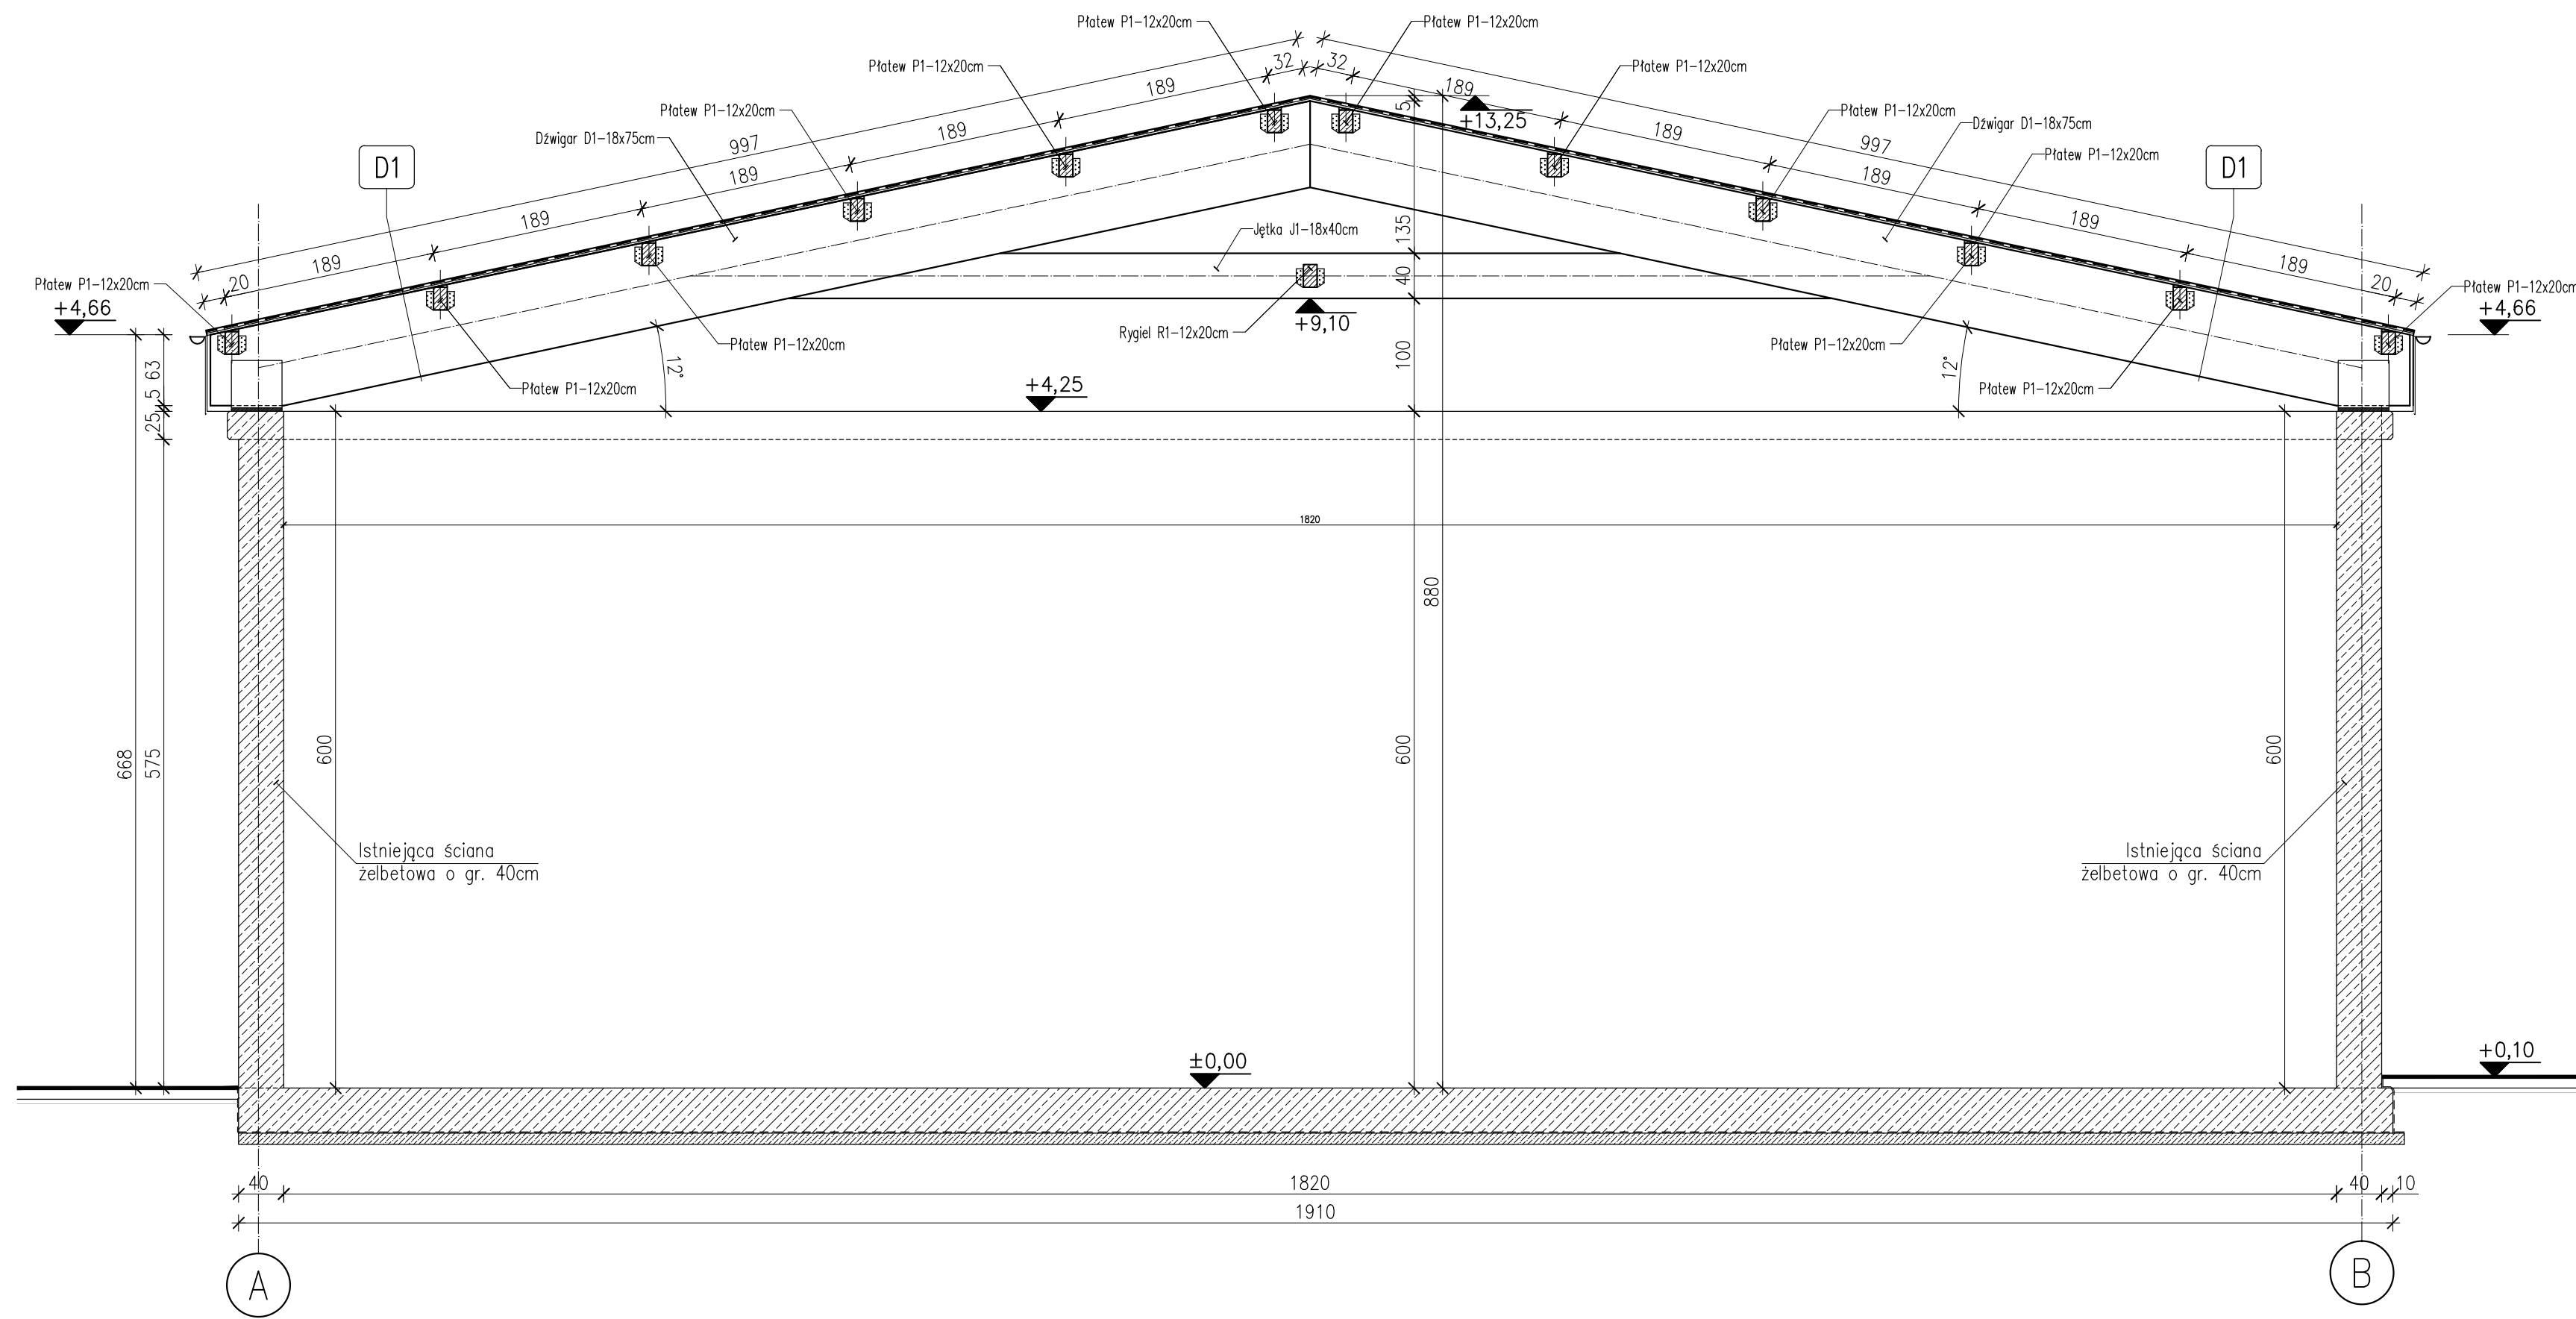 Płatew P1-12x20cm
Płatew P1-12x20cm
Płatew P1-12x20cm
Płatew P1-12x20cm
32
32
189
189
Płatew P1-12x20cm
Płatew P1-12x20cm
5
+13,25
Dźwigar D1-18x75cm
189
997
189
Dźwigar D1-18x75cm
997
D1
189
189
Płatew P1-12x20cm
D1
189
189
Jętka J1-18x40cm
135
189
189
20
40
20
Płatew P1-12x20cm
Płatew P1-12x20cm
+4,66
+4,66
+9,10
Rygiel R1-12x20cm
Płatew P1-12x20cm
Płatew P1-12x20cm
100
12°
12°
63
5
25
Płatew P1-12x20cm
+4,25
Płatew P1-12x20cm
1820
880
668
575
600
600
600
Istniejąca ściana
żelbetowa o gr. 40cm
Istniejąca ściana
żelbetowa o gr. 40cm
±0,00
+0,10
40
1820
40
10
1910
A
B